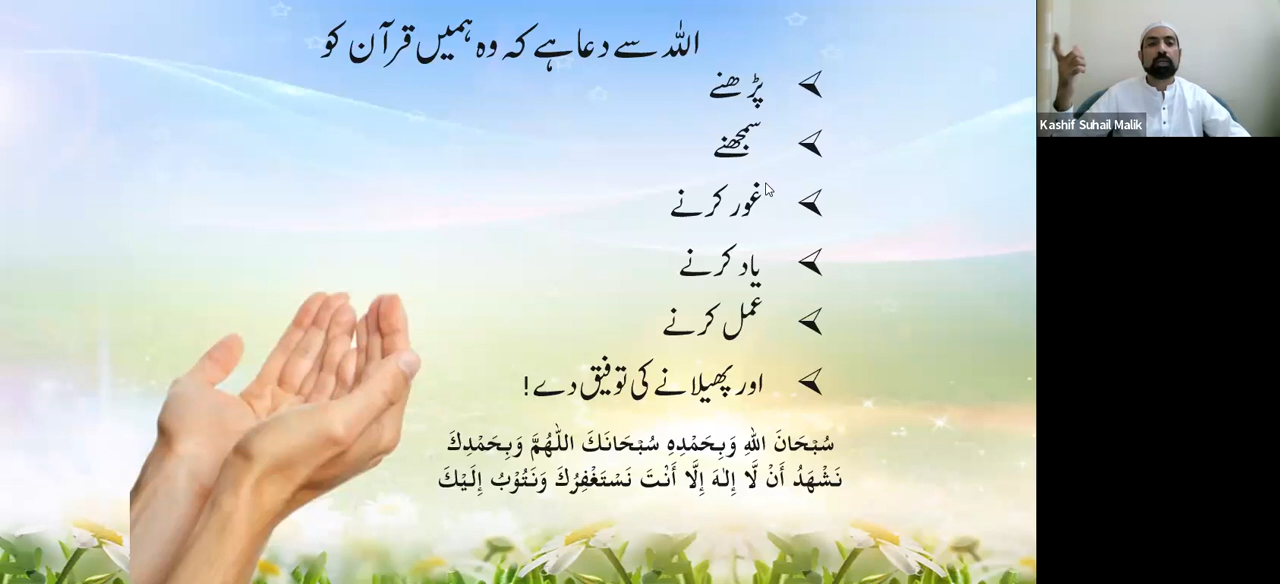 اللہ سے دعا ہے کہ وہ ہمیں قرآن کو
پڑھنے
سمجھنے
غور کرنے
یاد کرنے
عمل کرنے
اور پھیلانے کی توفیق دے!
سُبْحَانَ اللّٰهِ وَبِحَمْدِهِ سُبْحَانَكَ اللّٰهُمَّ وَبِحَمْدِكَ
نَشْهَدُ أَنْ لَّا إِلٰهَ إِلَّا أَنْتَ نَسْتَغْفِرُكَ وَنَتُوْبُ إِلَيْكَ
Kashif Suhail Malik